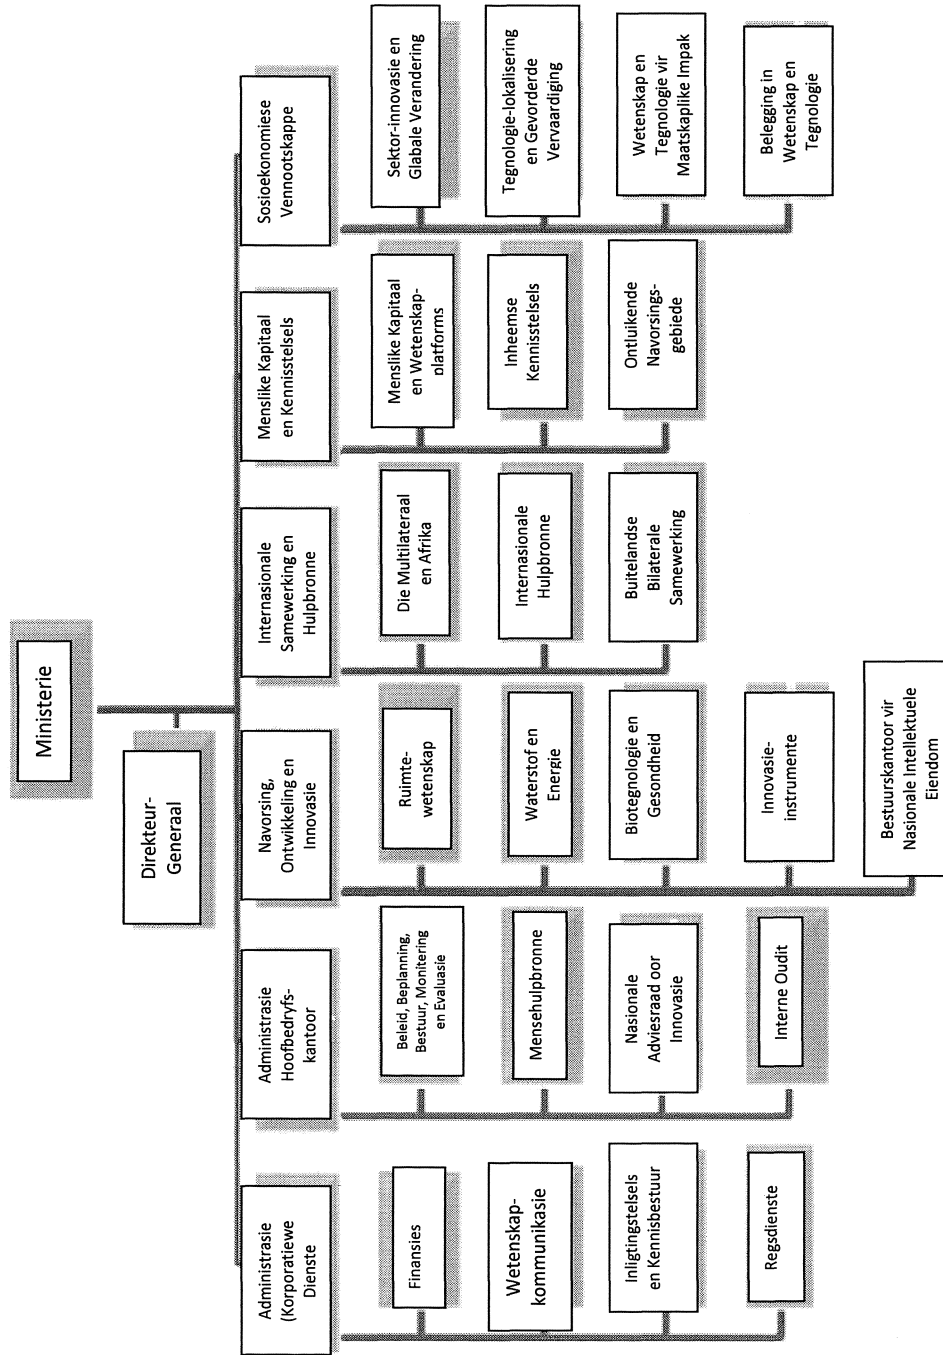 Ministerie
Direkteur-
Generaal
Administrasie
(Korporatiewe
Dienste
Finansies
Wetenskap-
kommunikasie
Inligtingstelsels
en Kennisbestuur
Regsdienste
Administrasie
Hoofbedryfs-
kantoor
Beleid, Beplanning,
Bestuur, Monitering
en Evaluasie
Mensehulpbronne
Nasionale
Adviesraad oor
Innovasie
Interne Oudit
Navorsing,
Ontwikkeling en
Innovasie
Ruimte-
wetenskap
Waterstof en
Energie
Biotegnologie en
Gesondheid
Innovasie-
instrumente
Bestuurskantoor vir
Nasionale Intellektuele
Eiendom
Internasionale
Samewerking en
Hulpbronne
Die Multilateraal
en Afrika
Internasionale
Hulpbronne
Buitelandse
Bilaterale
Samewerking
Menslike Kapitaal
en Kennisstelsels
Menslike Kapitaal
en Wetenskap-
platforms
Inheemse
Kennisstelsels
Ontluikende
Navorsings-
gebiede
Sosioekonomiese
Vennootskappe
Sektor-innovasie en
Glabale Verandering
Tegnologie-lokalisering
en Gevorderde
Vervaardiging
Wetenskap en
Tegnologie vir
Maatskaplike Impak
Belegging in
Wetenskap en
Tegnologie